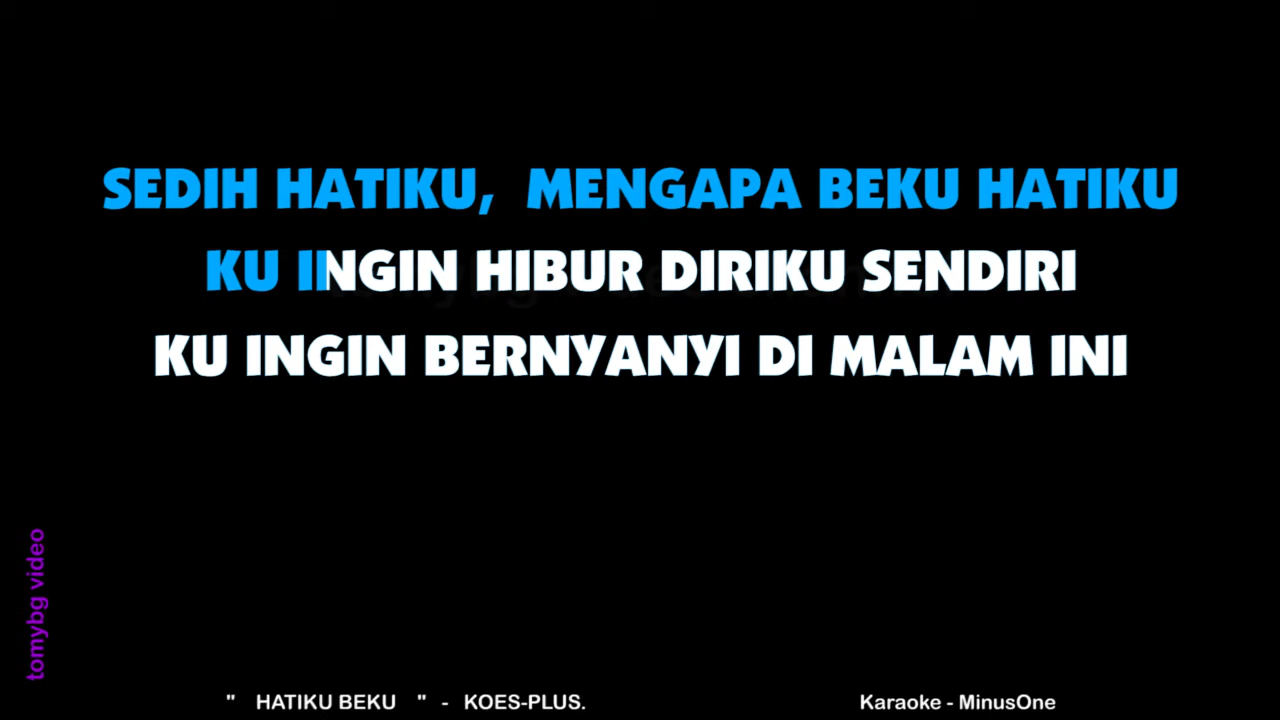 SEDIH HATIKU, MENGAPA BEKU HATIKU
KU INGIN HIBUR DIRIKU SENDIRI
KU INGIN BERNYANYI DI MALAM INI
tomybg video
" HATIKU BEKU " - KOES-PLUS.
Karaoke - MinusOne